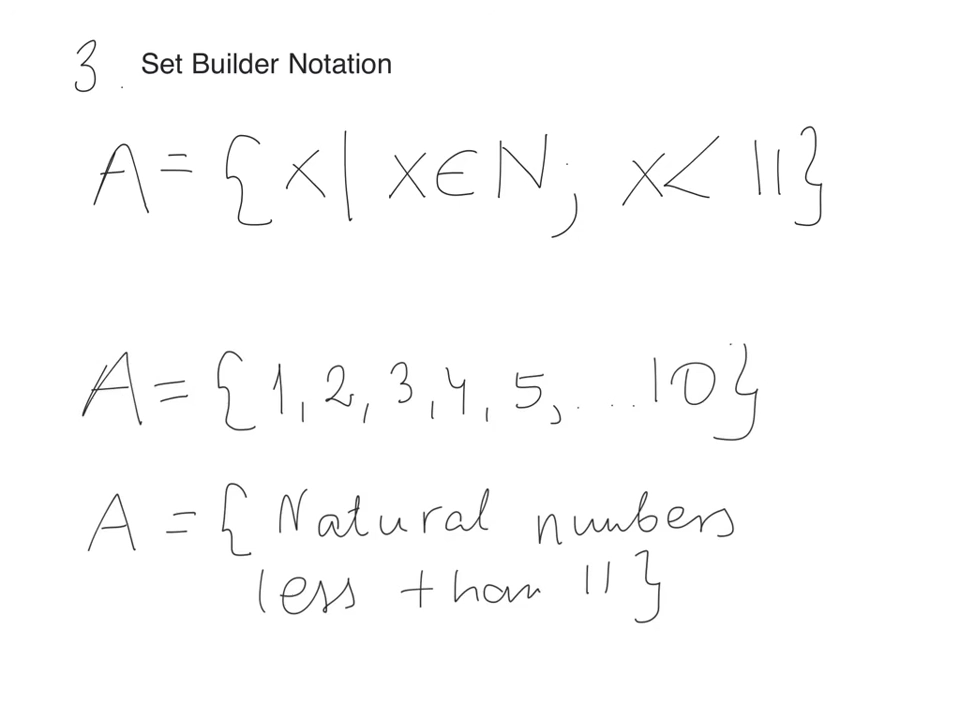 3. Set Builder Notation
A = { x | x ∈ N; x < 11 }
A = { 1, 2, 3, 4, 5, ... 10 }
A = { Natural numbers
less than 11 }